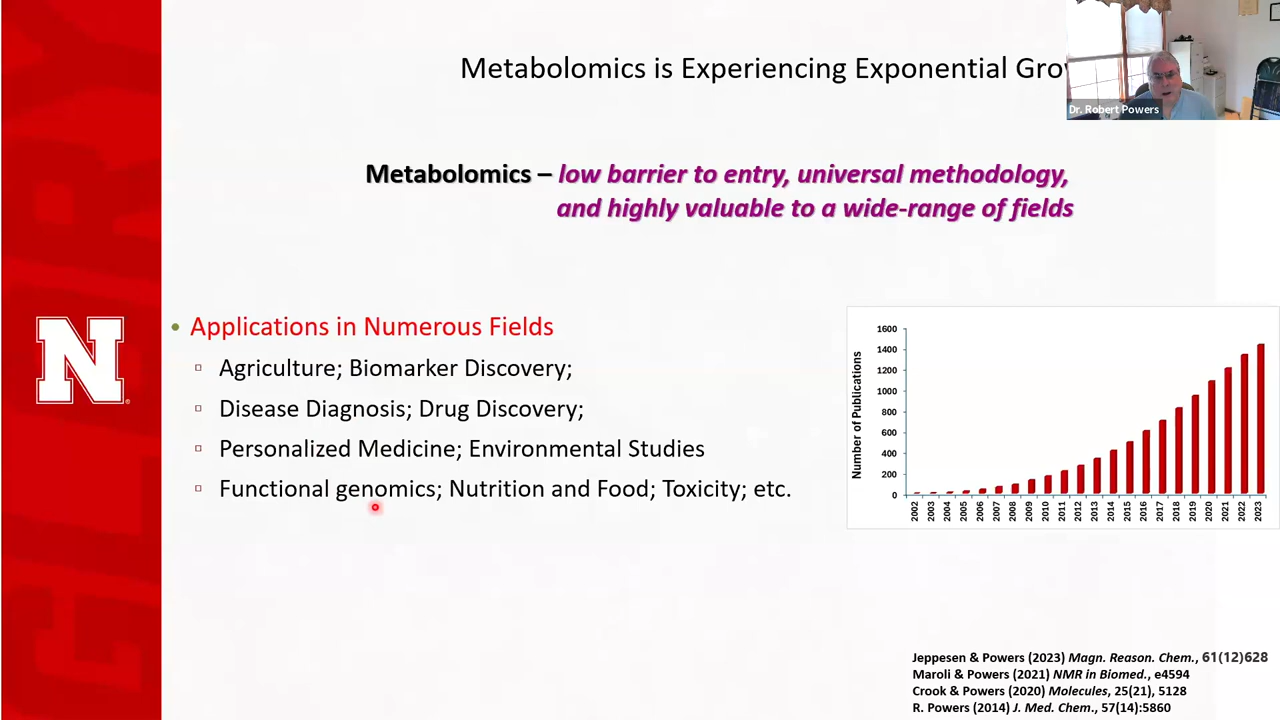 Metabolomics is Experiencing Exponential Gro
Dr. Robert Powers
Metabolomics – low barrier to entry, universal methodology,
and highly valuable to a wide-range of fields
N
• Applications in Numerous Fields
Agriculture; Biomarker Discovery;
Disease Diagnosis; Drug Discovery;
Personalized Medicine; Environmental Studies
Functional genomics; Nutrition and Food; Toxicity; etc.
Number of Publications
1600
1400
1200
1000
800
600
400
200
0
2002 2003 2004 2005 2006 2007 2008 2009 2010 2011 2012 2013 2014 2015 2016 2017 2018 2019 2020 2021 2022 2023
Jeppesen & Powers (2023) Magn. Reason. Chem., 61(12)628
Maroli & Powers (2021) NMR in Biomed., e4594
Crook & Powers (2020) Molecules, 25(21), 5128
R. Powers (2014) J. Med. Chem., 57(14):5860